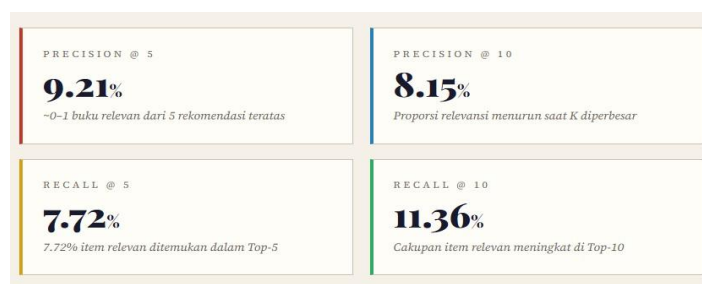 PRECISION @ 5
9.21%
~0–1 buku relevan dari 5 rekomendasi teratas
PRECISION @ 10
8.15%
Proporsi relevansi menurun saat K diperbesar
RECALL @ 5
7.72%
7.72% item relevan ditemukan dalam Top-5
RECALL @ 10
11.36%
Cakupan item relevan meningkat di Top-10